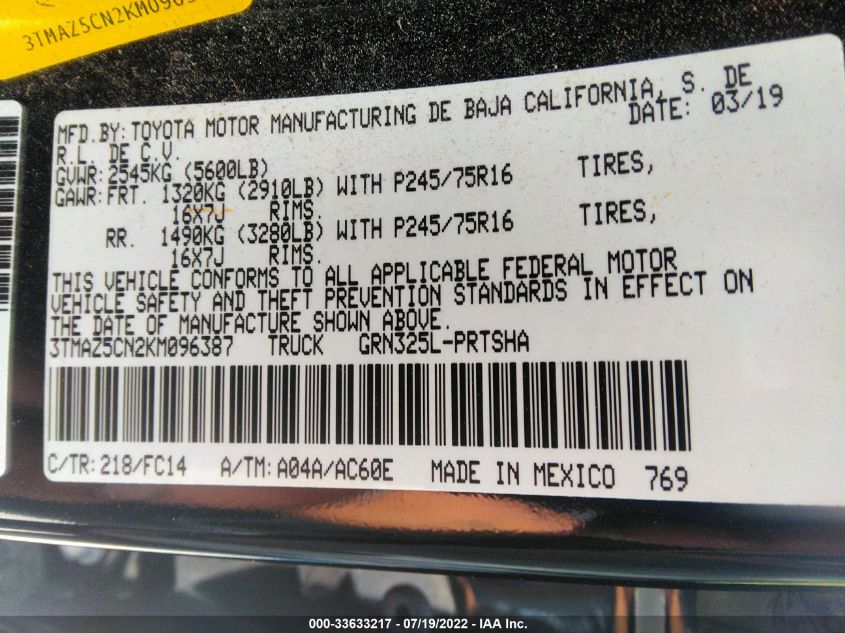 3TMAZ5CN2KM0963
MFD.BY: TOYOTA MOTOR MANUFACTURING DE BAJA CALIFORNIA, S. DE
R.L. DE C.V. DATE: 03/19
GVWR: 2545KG (5600LB)
GAWR: FRT. 1320KG (2910LB) WITH P245/75R16 TIRES,
16X7J RIMS.
RR. 1490KG (3280LB) WITH P245/75R16 TIRES,
16X7J RIMS.
THIS VEHICLE CONFORMS TO ALL APPLICABLE FEDERAL MOTOR
VEHICLE SAFETY AND THEFT PREVENTION STANDARDS IN EFFECT ON
THE DATE OF MANUFACTURE SHOWN ABOVE.
3TMAZ5CN2KM096387 TRUCK GRN325L-PRTSHA
C/TR: 218/FC14 A/TM: A04A/AC60E MADE IN MEXICO 769
000-33633217 - 07/19/2022 - IAA Inc.